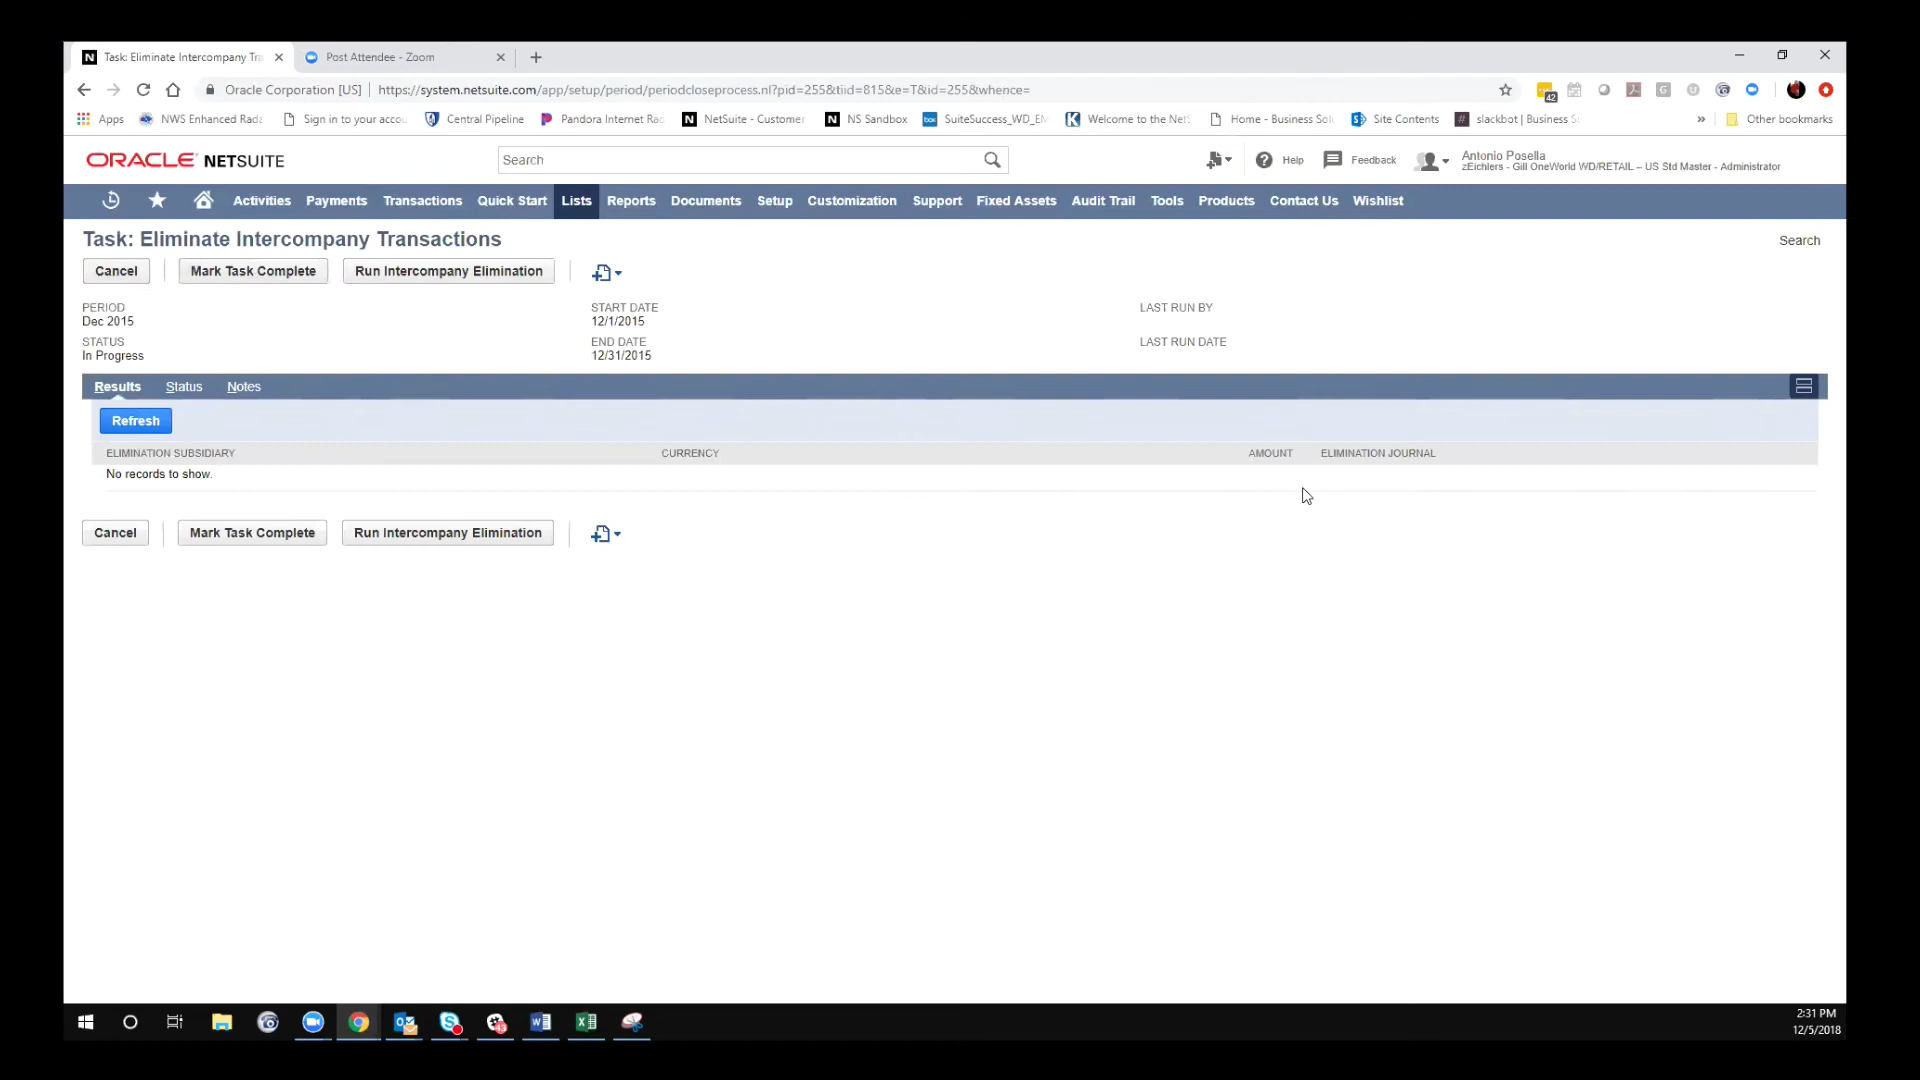 Task: Eliminate Intercompany Tr
Post Attendee - Zoom
Oracle Corporation [US] https://system.netsuite.com/app/setup/period/periodcloseprocess.nl?pid=255&tiid=815&e=T&id=255&whence=
42
Apps NWS Enhanced Rada Sign in to your accou Central Pipeline Pandora Internet Rad NetSuite - Customer NS Sandbox SuiteSuccess_WD_EM Welcome to the Net Home - Business Solu Site Contents slackbot | Business S » Other bookmarks
ORACLE NETSUITE Search Help Feedback Antonio Posella
zEichlers - Gill OneWorld WD/RETAIL – US Std Master - Administrator
Activities Payments Transactions Quick Start Lists Reports Documents Setup Customization Support Fixed Assets Audit Trail Tools Products Contact Us Wishlist
Task: Eliminate Intercompany Transactions Search
Cancel Mark Task Complete Run Intercompany Elimination
PERIOD START DATE LAST RUN BY
Dec 2015 12/1/2015
STATUS END DATE LAST RUN DATE
In Progress 12/31/2015
Results Status Notes
Refresh
ELIMINATION SUBSIDIARY CURRENCY AMOUNT ELIMINATION JOURNAL
No records to show.
Cancel Mark Task Complete Run Intercompany Elimination
2:31 PM
12/5/2018